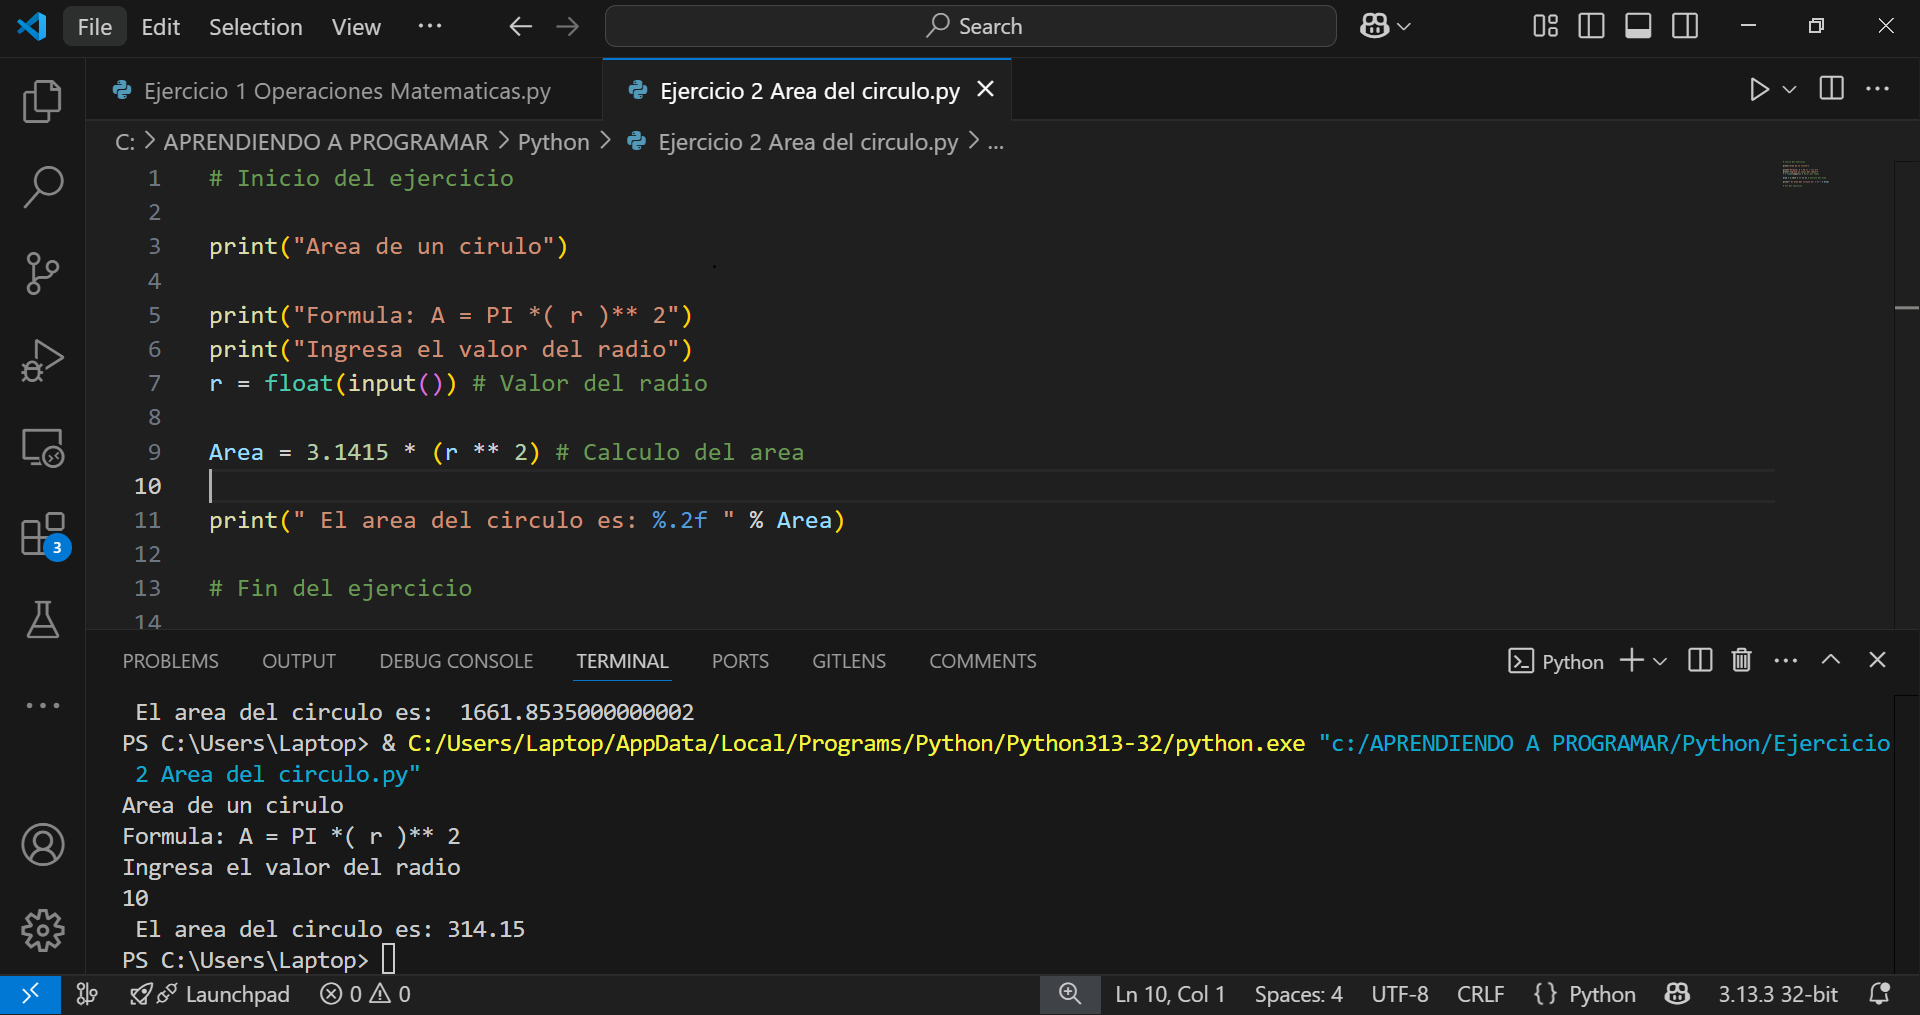 File Edit Selection View ··· Search
Ejercicio 1 Operaciones Matematicas.py Ejercicio 2 Area del circulo.py
C: > APRENDIENDO A PROGRAMAR > Python > Ejercicio 2 Area del circulo.py > ...
1 # Inicio del ejercicio
2
3 print("Area de un cirulo")
4
5 print("Formula: A = PI *( r )** 2")
6 print("Ingresa el valor del radio")
7 r = float(input()) # Valor del radio
8
9 Area = 3.1415 * (r ** 2) # Calculo del area
10
11 print(" El area del circulo es: %.2f " % Area)
12
13 # Fin del ejercicio
14
3
PROBLEMS OUTPUT DEBUG CONSOLE TERMINAL PORTS GITLENS COMMENTS Python
El area del circulo es:  1661.8535000000002
PS C:\Users\Laptop> & C:/Users/Laptop/AppData/Local/Programs/Python/Python313-32/python.exe "c:/APRENDIENDO A PROGRAMAR/Python/Ejercicio
2 Area del circulo.py"
Area de un cirulo
Formula: A = PI *( r )** 2
Ingresa el valor del radio
10
El area del circulo es: 314.15
PS C:\Users\Laptop>
Launchpad 0 0 Ln 10, Col 1 Spaces: 4 UTF-8 CRLF {} Python 3.13.3 32-bit